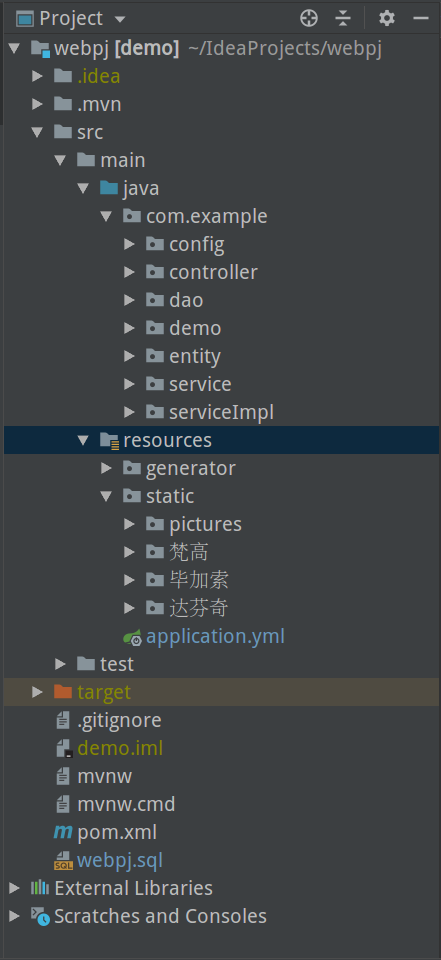 Project
webpj [demo] ~/IdeaProjects/webpj
.idea
.mvn
src
main
java
com.example
config
controller
dao
demo
entity
service
serviceImpl
resources
generator
static
pictures
梵高
毕加索
达芬奇
application.yml
test
target
.gitignore
demo.iml
mvnw
mvnw.cmd
m pom.xml
SQL webpj.sql
External Libraries
Scratches and Consoles